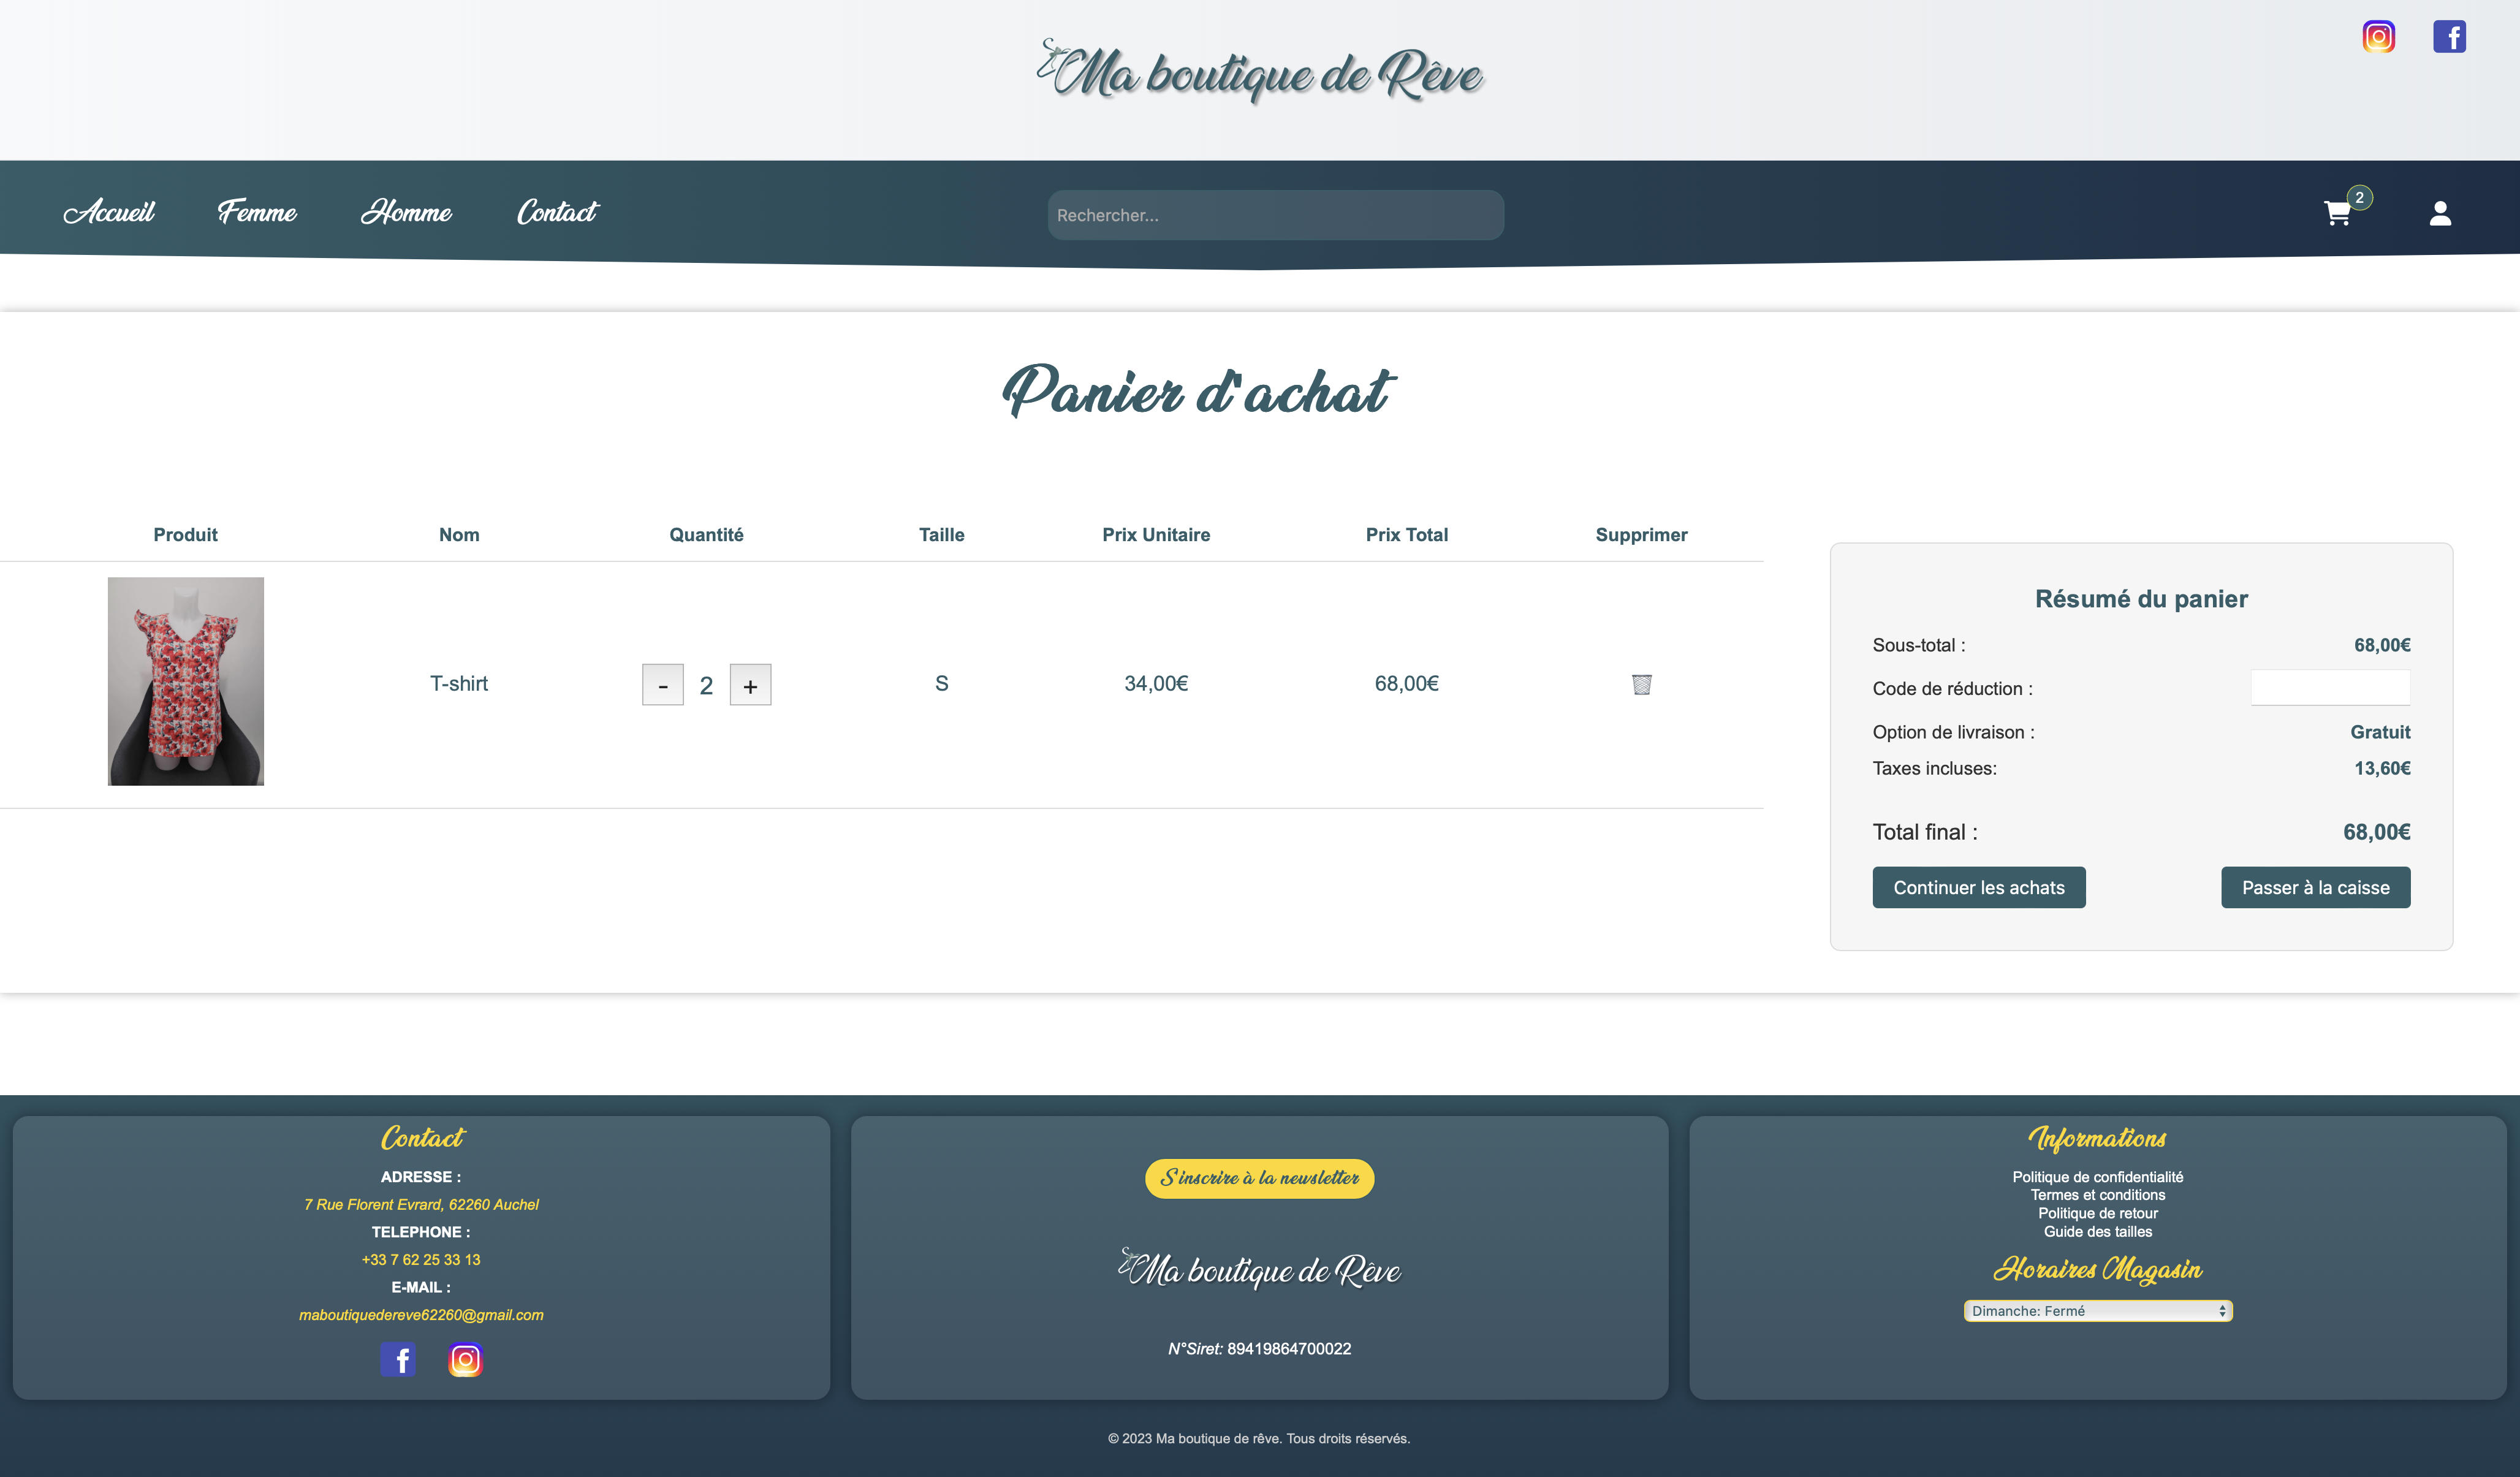 Ma boutique de Rêve
Accueil Femme Homme Contact Rechercher... 2
Panier d'achat
Produit Nom Quantité Taille Prix Unitaire Prix Total Supprimer
T-shirt - 2 + S 34,00€ 68,00€
Résumé du panier
Sous-total : 68,00€
Code de réduction :
Option de livraison : Gratuit
Taxes incluses: 13,60€
Total final : 68,00€
Continuer les achats Passer à la caisse
Contact
ADRESSE :
7 Rue Florent Evrard, 62260 Auchel
TELEPHONE :
+33 7 62 25 33 13
E-MAIL :
maboutiquedereve62260@gmail.com
S'inscrire à la newsletter
Ma boutique de Rêve
N°Siret: 89419864700022
Informations
Politique de confidentialité
Termes et conditions
Politique de retour
Guide des tailles
Horaires Magasin
Dimanche: Fermé
© 2023 Ma boutique de rêve. Tous droits réservés.